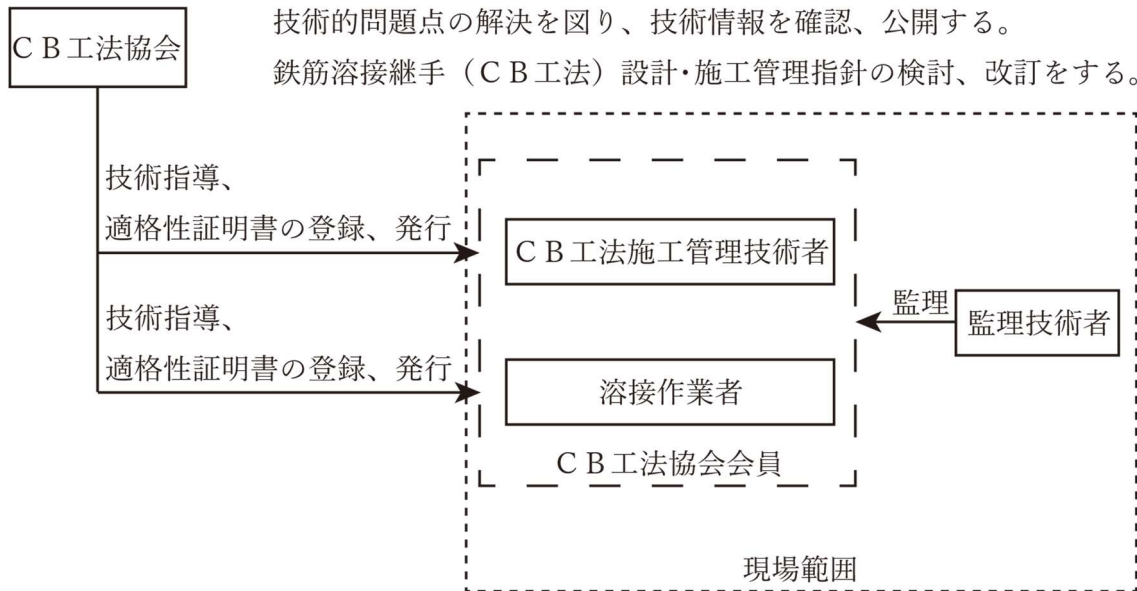 ＣＢ工法協会
技術的問題点の解決を図り、技術情報を確認、公開する。
鉄筋溶接継手（ＣＢ工法）設計・施工管理指針の検討、改訂をする。
技術指導、
適格性証明書の登録、発行
ＣＢ工法施工管理技術者
技術指導、
適格性証明書の登録、発行
溶接作業者
ＣＢ工法協会会員
監理
監理技術者
現場範囲